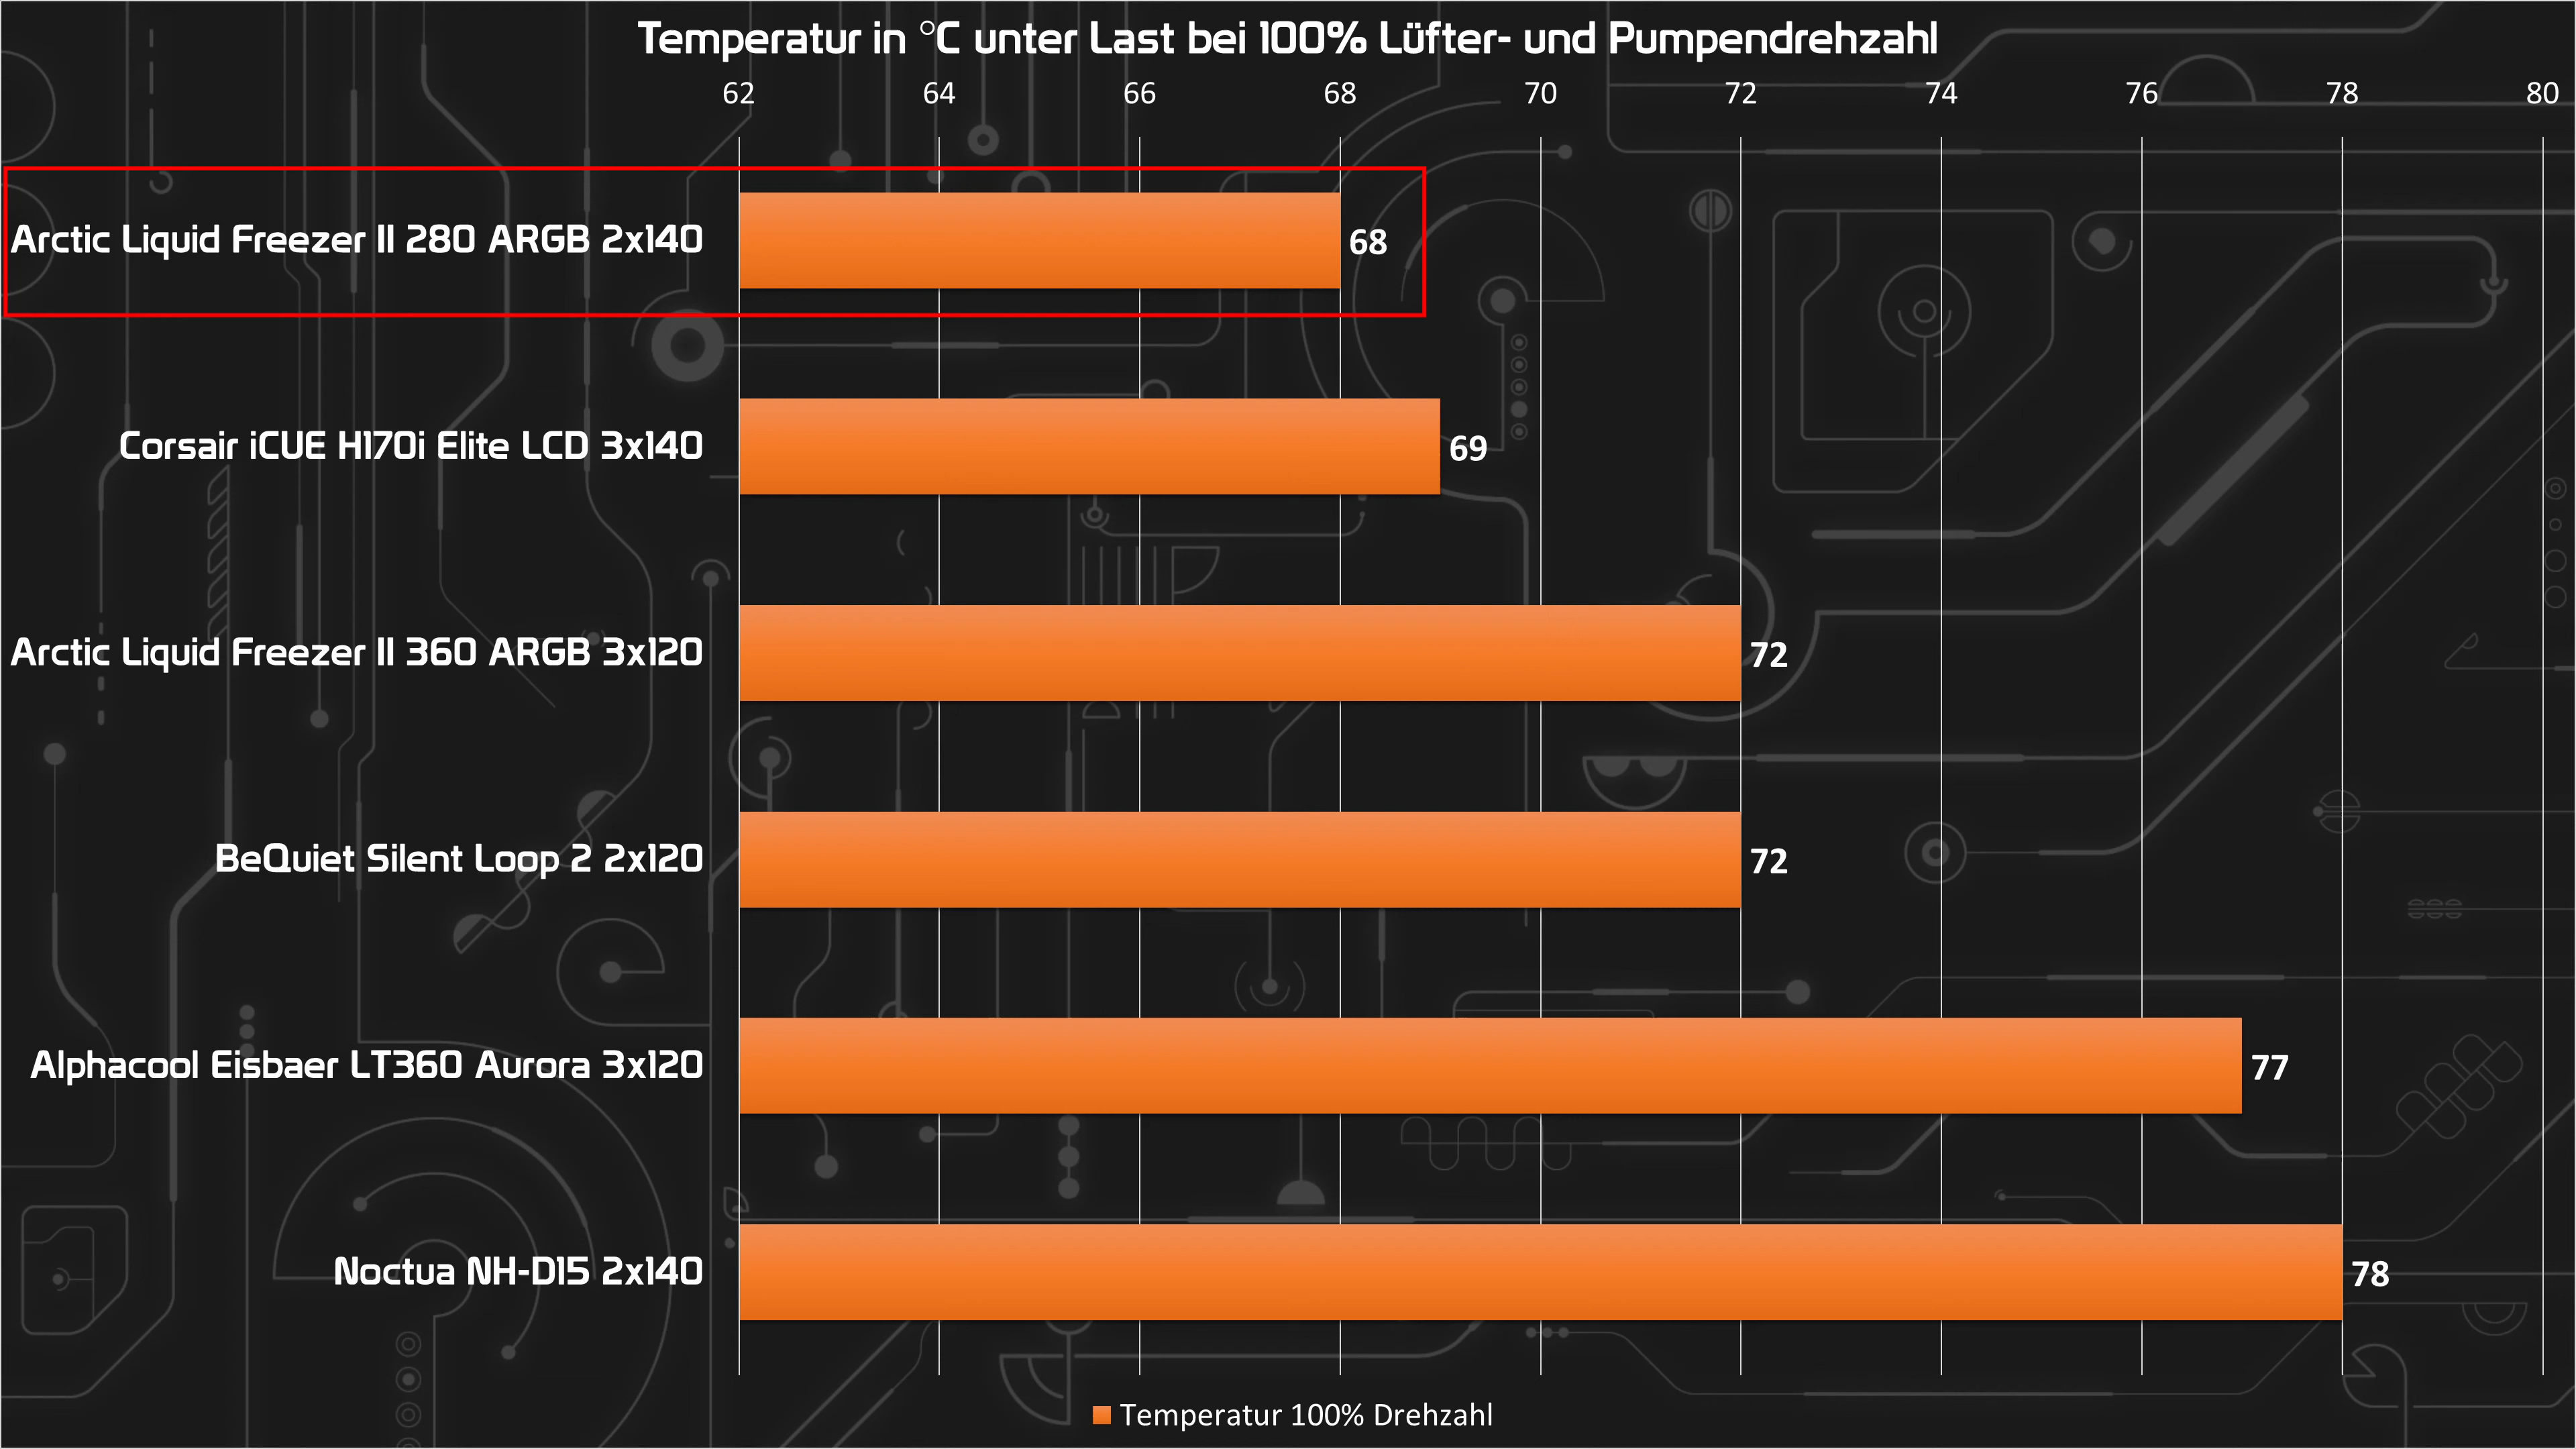 Temperatur in °C unter Last bei 100% Lüfter- und Pumpendrehzahl
62 64 66 68 70 72 74 76 78 80
Arctic Liquid Freezer II 280 ARGB 2x140 68
Corsair iCUE H170i Elite LCD 3x140 69
Arctic Liquid Freezer II 360 ARGB 3x120 72
BeQuiet Silent Loop 2 2x120 72
Alphacool Eisbaer LT360 Aurora 3x120 77
Noctua NH-D15 2x140 78
Temperatur 100% Drehzahl